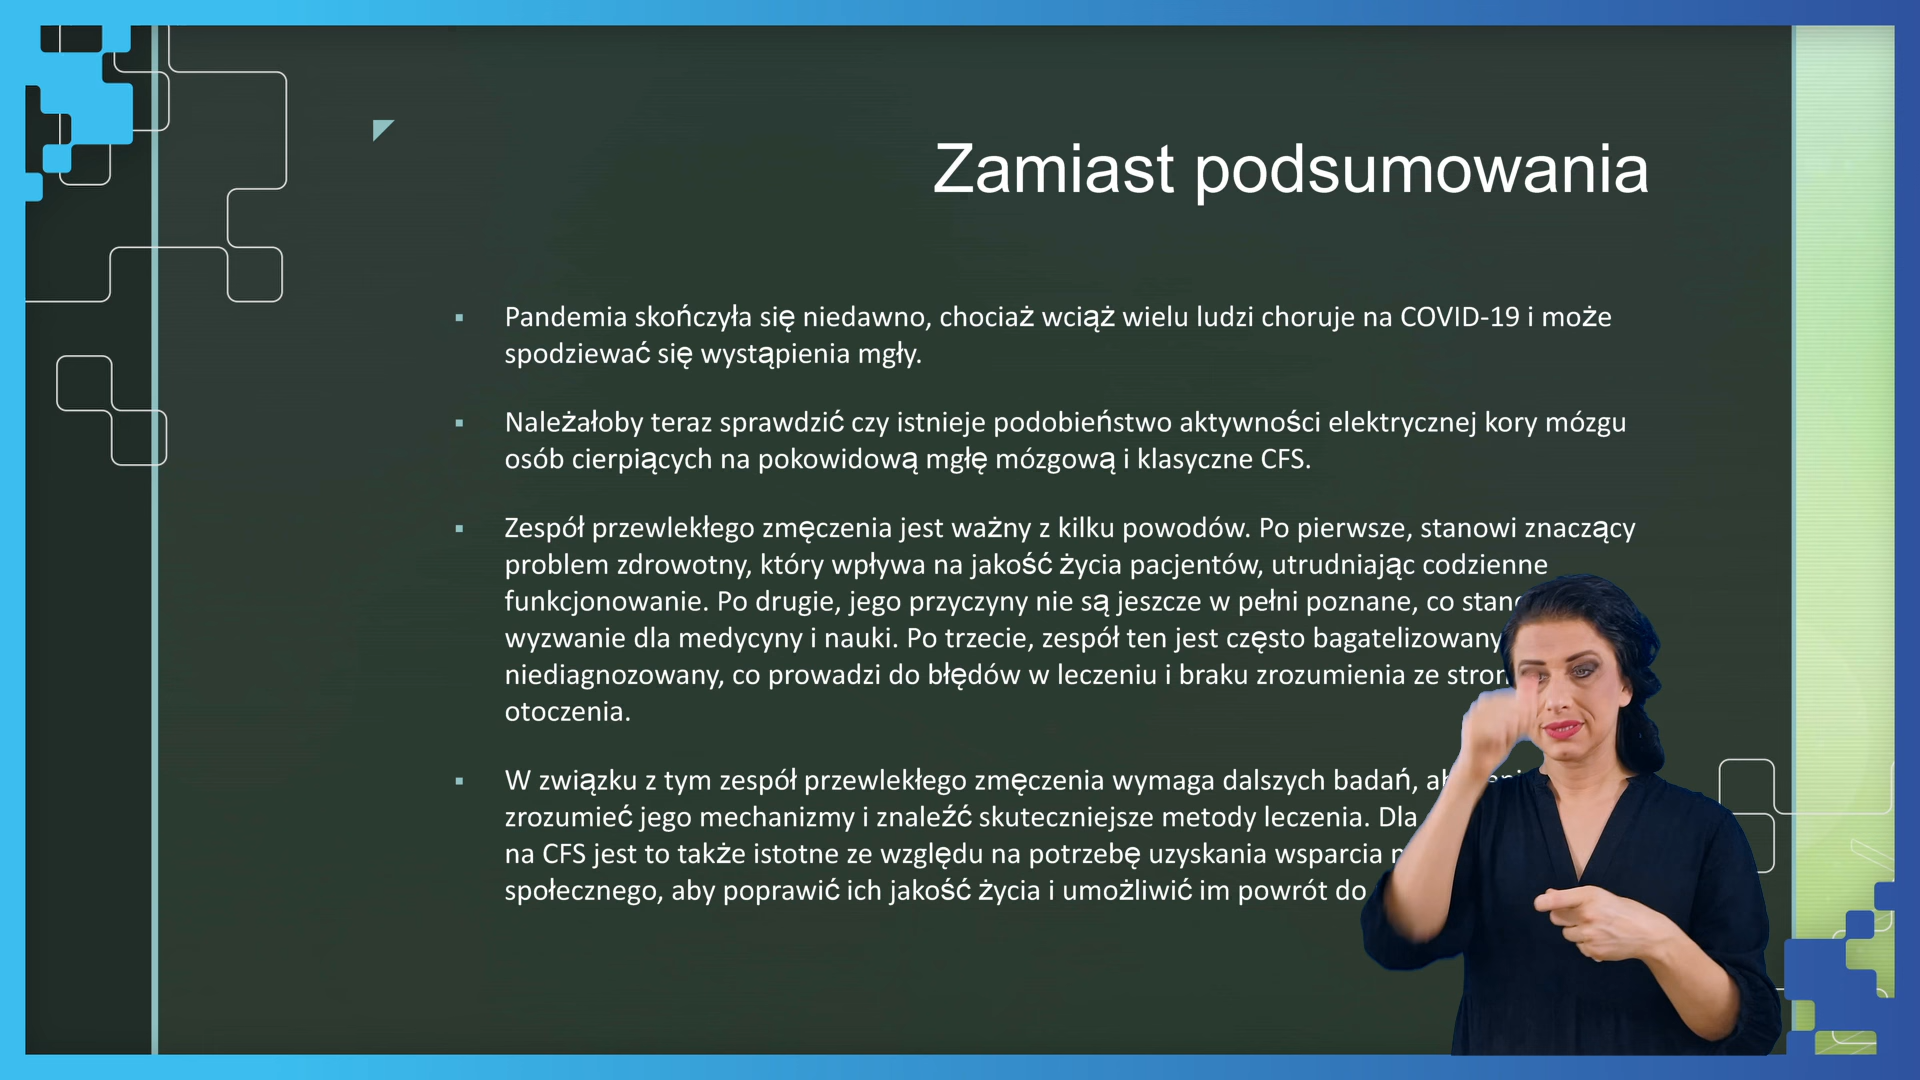 Zamiast podsumowania
Pandemia skończyła się niedawno, chociaż wciąż wielu ludzi choruje na COVID-19 i może
spodziewać się wystąpienia mgły.
Należałoby teraz sprawdzić czy istnieje podobieństwo aktywności elektrycznej kory mózgu
osób cierpiących na pokowidową mgłę mózgową i klasyczne CFS.
Zespół przewlekłego zmęczenia jest ważny z kilku powodów. Po pierwsze, stanowi znaczący
problem zdrowotny, który wpływa na jakość życia pacjentów, utrudniając codzienne
funkcjonowanie. Po drugie, jego przyczyny nie są jeszcze w pełni poznane, co
wyzwanie dla medycyny i nauki. Po trzecie, zespół ten jest często bagatelizowany
niediagnozowany, co prowadzi do błędów w leczeniu i braku zrozumienia ze
otoczenia.
W związku z tym zespół przewlekłego zmęczenia wymaga dalszych badań,
zrozumieć jego mechanizmy i znaleźć skuteczniejsze metody leczenia. Dla
na CFS jest to także istotne ze względu na potrzebę uzyskania wsparcia
społecznego, aby poprawić ich jakość życia i umożliwić im powrót do